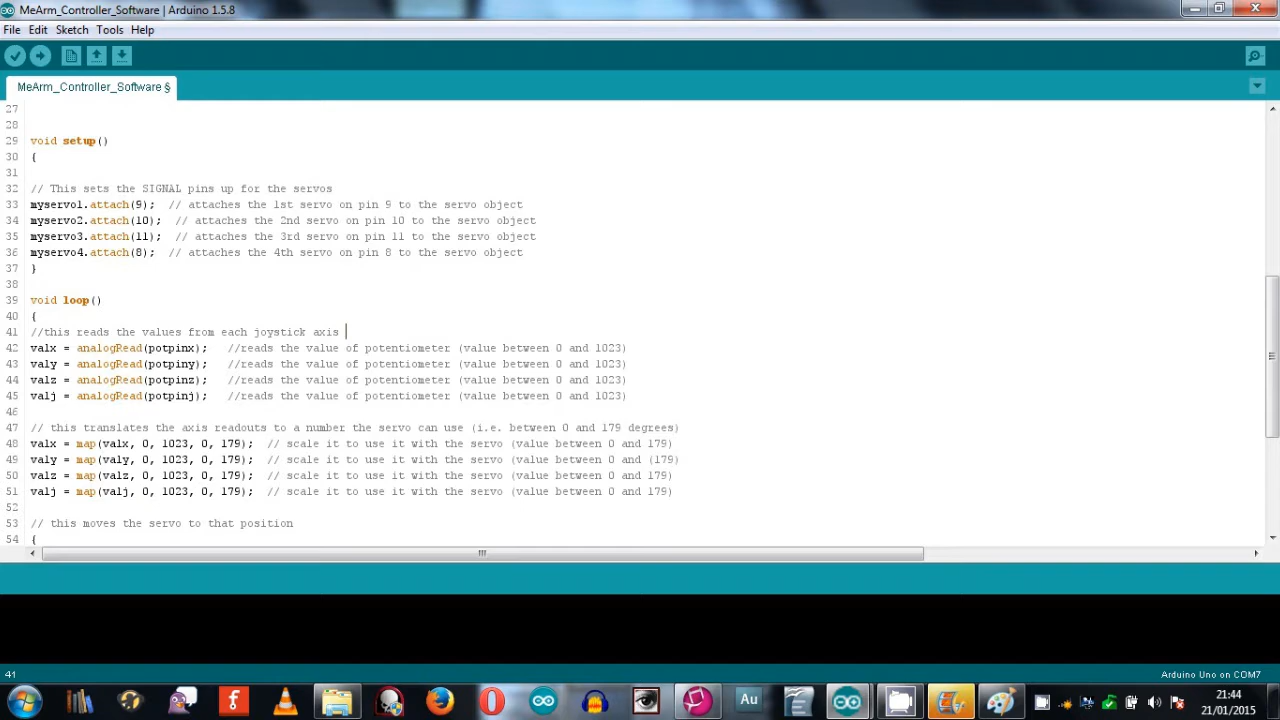 MeArm_Controller_Software | Arduino 1.5.8
File Edit Sketch Tools Help
MeArm_Controller_Software §
27
28
29 void setup()
30 {
31
32 // This sets the SIGNAL pins up for the servos
33 myservo1.attach(9);  // attaches the 1st servo on pin 9 to the servo object
34 myservo2.attach(10);  // attaches the 2nd servo on pin 10 to the servo object
35 myservo3.attach(11);  // attaches the 3rd servo on pin 11 to the servo object
36 myservo4.attach(8);  // attaches the 4th servo on pin 8 to the servo object
37 }
38
39 void loop()
40 {
41 //this reads the values from each joystick axis
42 valx = analogRead(potpinx);   //reads the value of potentiometer (value between 0 and 1023)
43 valy = analogRead(potpiny);   //reads the value of potentiometer (value between 0 and 1023)
44 valz = analogRead(potpinz);   //reads the value of potentiometer (value between 0 and 1023)
45 valj = analogRead(potpinj);   //reads the value of potentiometer (value between 0 and 1023)
46
47 // this translates the axis readouts to a number the servo can use (i.e. between 0 and 179 degrees)
48 valx = map(valx, 0, 1023, 0, 179);  // scale it to use it with the servo (value between 0 and 179)
49 valy = map(valy, 0, 1023, 0, 179);  // scale it to use it with the servo (value between 0 and (179)
50 valz = map(valz, 0, 1023, 0, 179);  // scale it to use it with the servo (value between 0 and 179)
51 valj = map(valj, 0, 1023, 0, 179);  // scale it to use it with the servo (value between 0 and 179)
52
53 // this moves the servo to that position
54 {
41
Arduino Uno on COM7
Au
21:44
21/01/2015